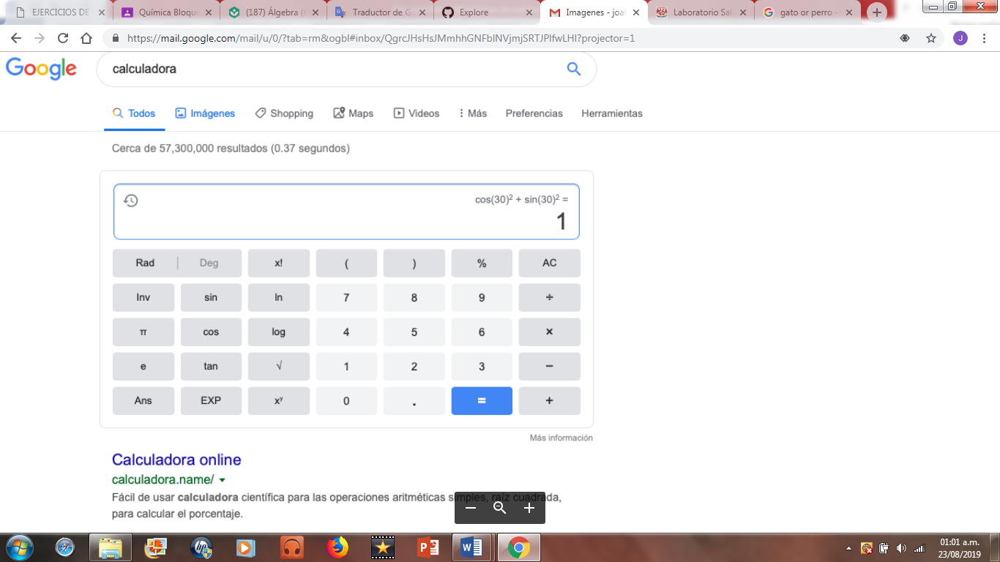 EJERCICIOS DE
Química Bloque
(187) Álgebra (t
Traductor de G
Explore
Imagenes - joal
Laboratorio Sal
gato or perro -
https://mail.google.com/mail/u/0/?tab=rm&ogbl#inbox/QgrcJHsHsJMmhhGNFblNVjmjSRTJPlfwLHl?projector=1
J
Google
calculadora
Todos Imágenes Shopping Maps Videos Más Preferencias Herramientas
Cerca de 57,300,000 resultados (0.37 segundos)
cos(30)² + sin(30)² =
1
Rad | Deg x! ( ) % AC
Inv sin ln 7 8 9 ÷
π cos log 4 5 6 ×
e tan √ 1 2 3 −
Ans EXP xʸ 0 . = +
Más información
Calculadora online
calculadora.name/
Fácil de usar calculadora científica para las operaciones aritméticas simples, raíz cuadrada,
para calcular el porcentaje.
01:01 a.m.
23/08/2019